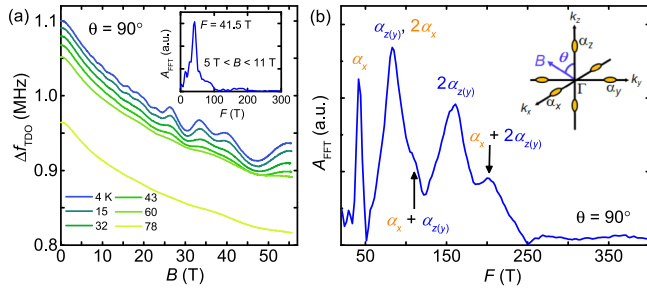 (a)
θ = 90°
F = 41.5 T
5 T < B < 11 T
A_FFT (a.u.)
0 100 200 300
F (T)
Δf_TDO (MHz)
1.1
1.0
0.9
0.8
4 K
15
32
43
60
78
0 10 20 30 40 50
B (T)
(b)
A_FFT (a.u.)
α_x
α_z(y), 2α_x
2α_z(y)
α_x + 2α_z(y)
α_x + α_z(y)
θ = 90°
k_z
α_z
B
θ
Γ
k_y
α_y
α_x
k_x
50 150 250 350
F (T)